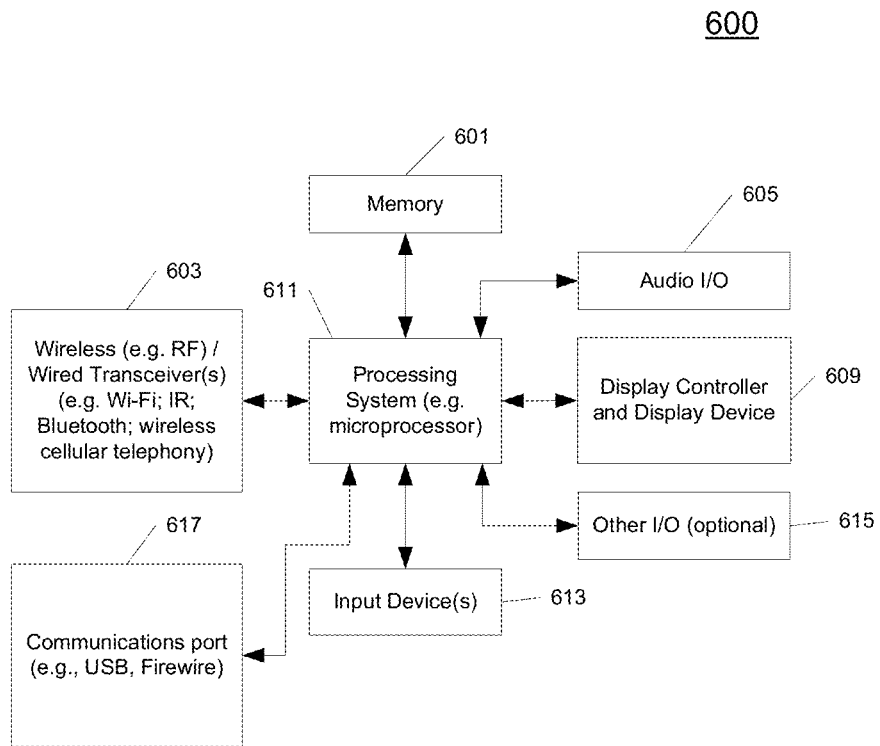 600
601
Memory
605
Audio I/O
603
Wireless (e.g. RF) /
Wired Transceiver(s)
(e.g. Wi-Fi; IR;
Bluetooth; wireless
cellular telephony)
611
Processing
System (e.g.
microprocessor)
Display Controller
and Display Device
609
617
Communications port
(e.g., USB, Firewire)
Input Device(s)
613
Other I/O (optional)
615